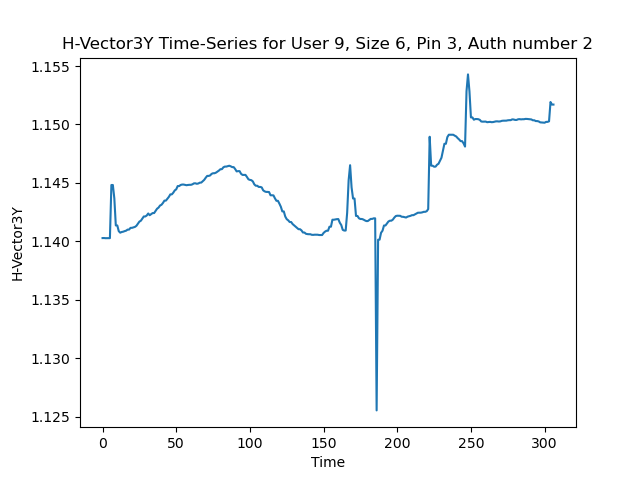 H-Vector3Y Time-Series for User 9, Size 6, Pin 3, Auth number 2
1.155
1.150
1.145
1.140
1.135
1.130
1.125
H-Vector3Y
0 50 100 150 200 250 300
Time